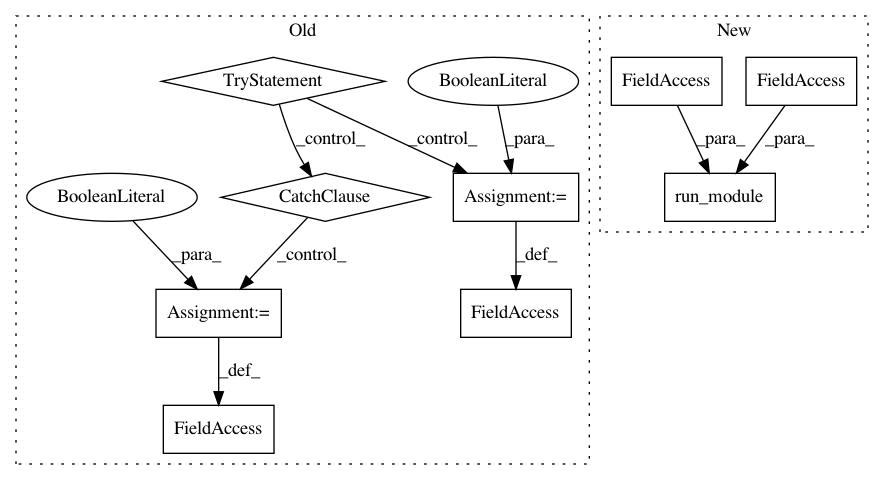 Old
New
TryStatement
BooleanLiteral
FieldAccess
FieldAccess
_control_
_control_
_para_
_para_
_para_
BooleanLiteral
CatchClause
Assignment:=
run_module
_para_
_control_
_def_
Assignment:=
FieldAccess
_def_
FieldAccess